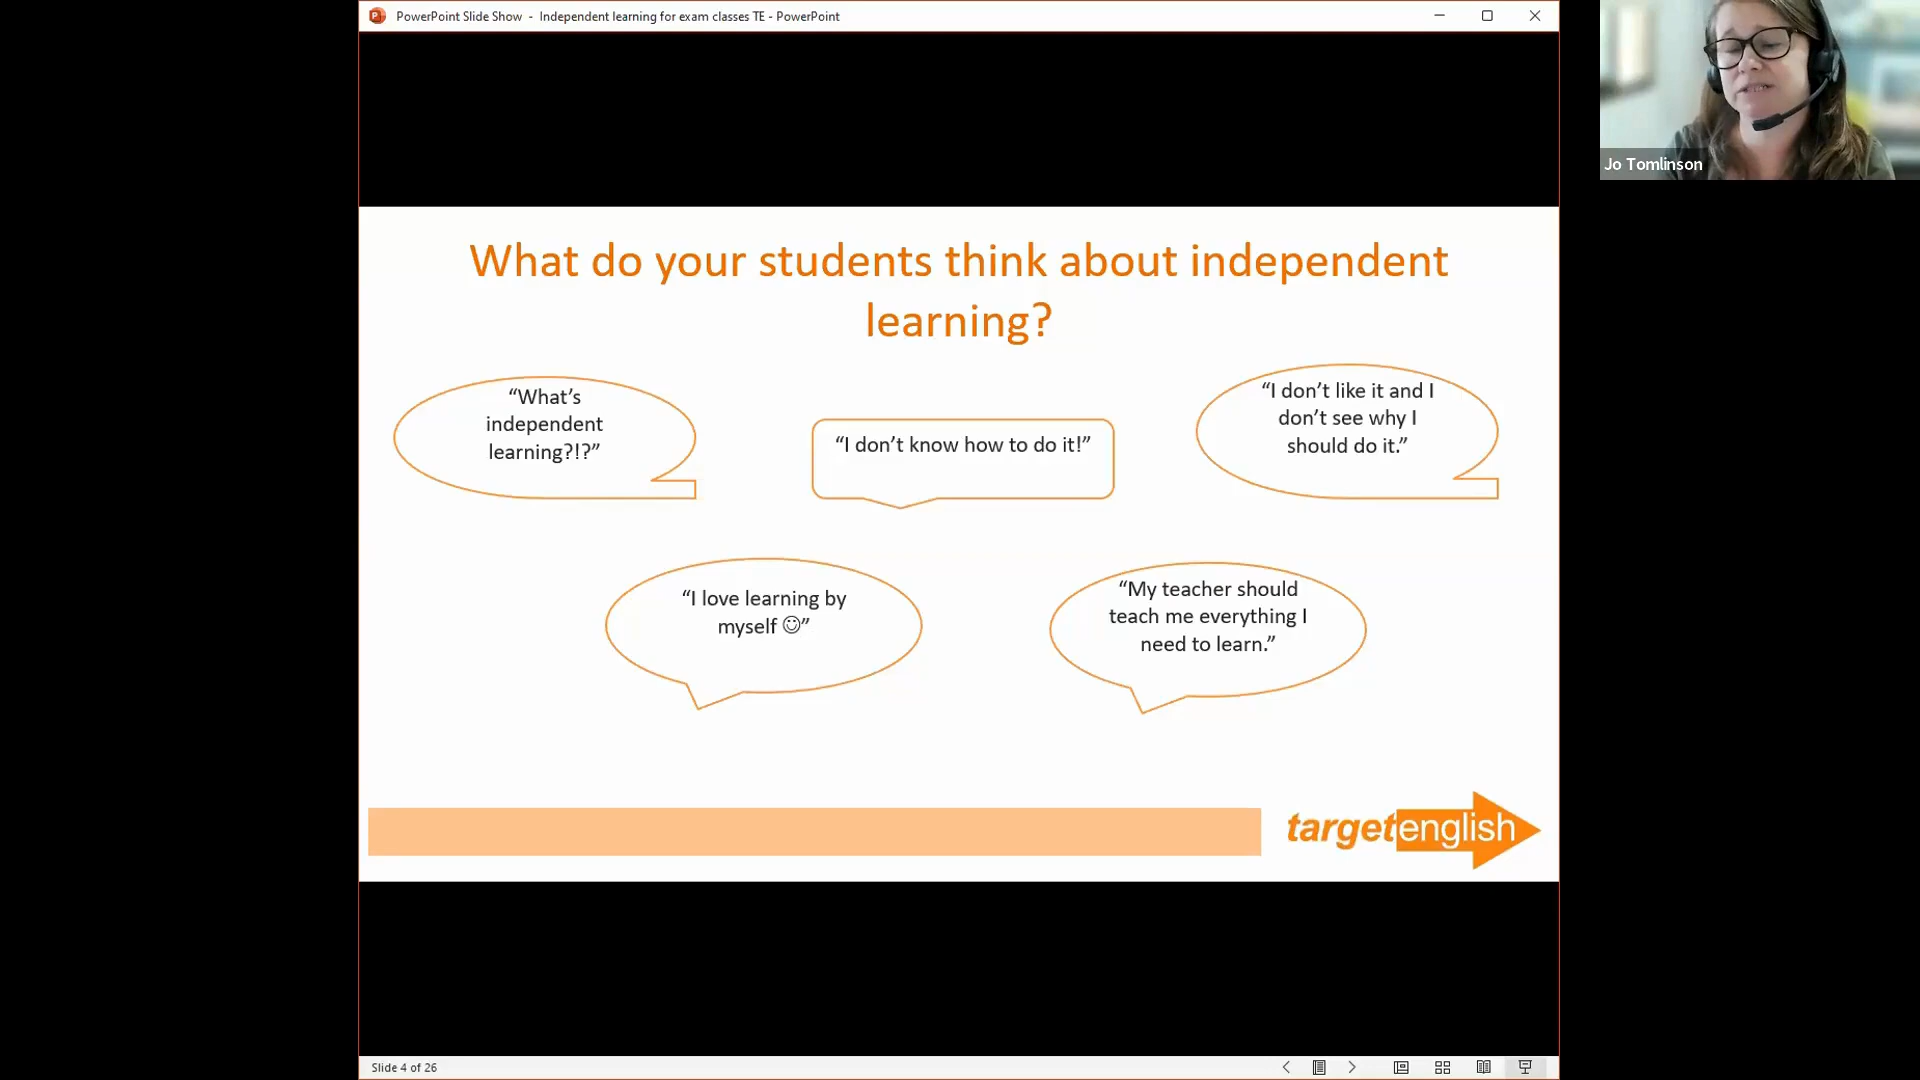 PowerPoint Slide Show - Independent learning for exam classes TE - PowerPoint
Jo Tomlinson
What do your students think about independent
learning?
“What’s
independent
learning?!?”
“I don’t know how to do it!”
“I don’t like it and I
don’t see why I
should do it.”
“I love learning by
myself ☺”
“My teacher should
teach me everything I
need to learn.”
targetenglish
Slide 4 of 26